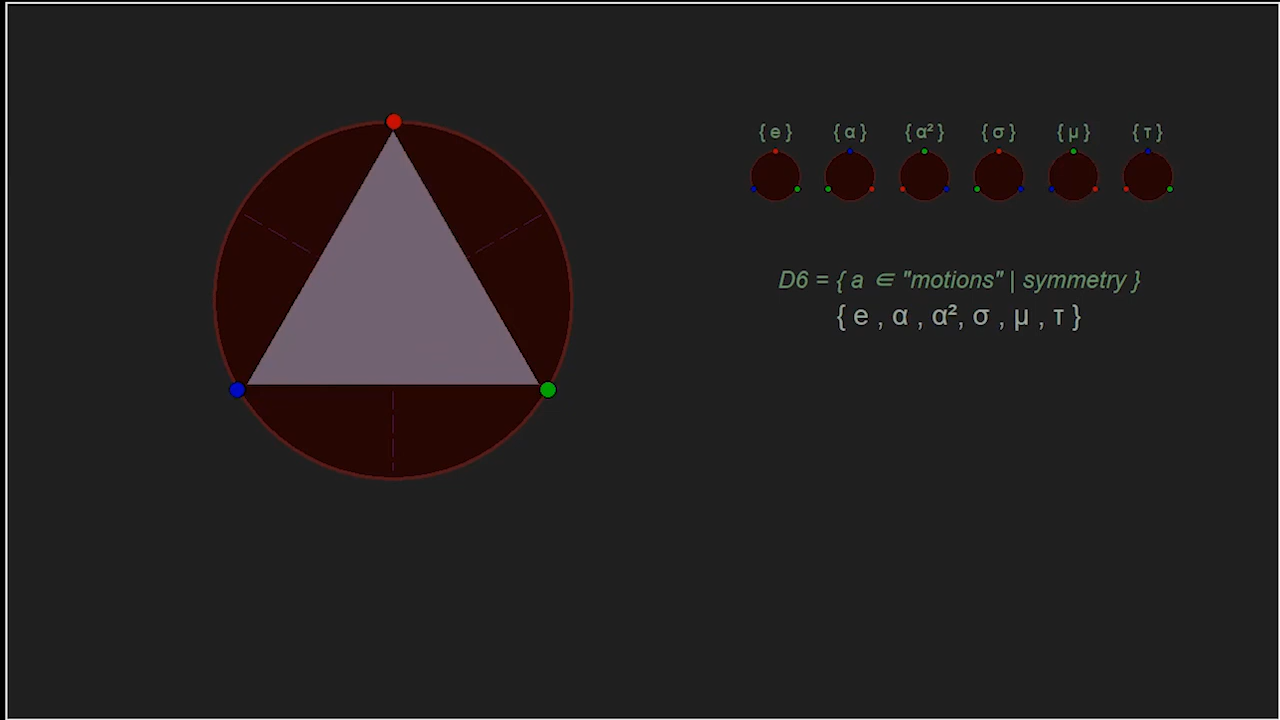 { e } { α } { α² } { σ } { μ } { τ }
D6 = { a ∈ "motions" | symmetry }
{ e , α , α², σ , μ , τ }